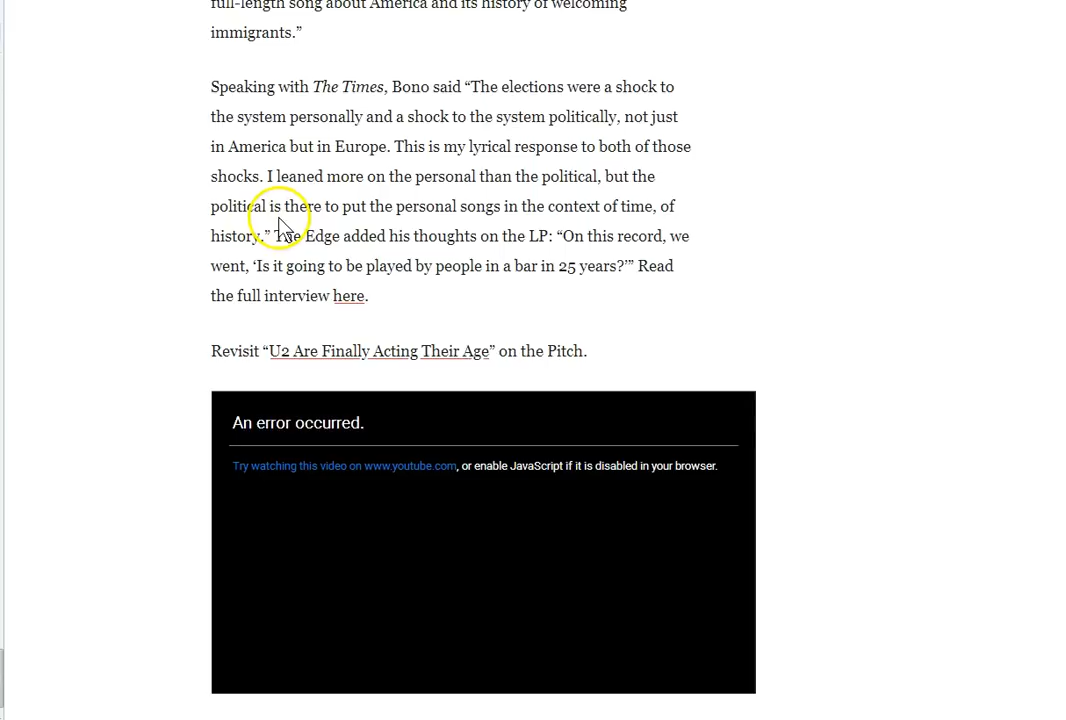 full-length song about America and its history of welcoming
immigrants.”
Speaking with The Times, Bono said “The elections were a shock to
the system personally and a shock to the system politically, not just
in America but in Europe. This is my lyrical response to both of those
shocks. I leaned more on the personal than the political, but the
political is there to put the personal songs in the context of time, of
history.” The Edge added his thoughts on the LP: “On this record, we
went, ‘Is it going to be played by people in a bar in 25 years?’” Read
the full interview here.
Revisit “U2 Are Finally Acting Their Age” on the Pitch.
An error occurred.
Try watching this video on www.youtube.com, or enable JavaScript if it is disabled in your browser.